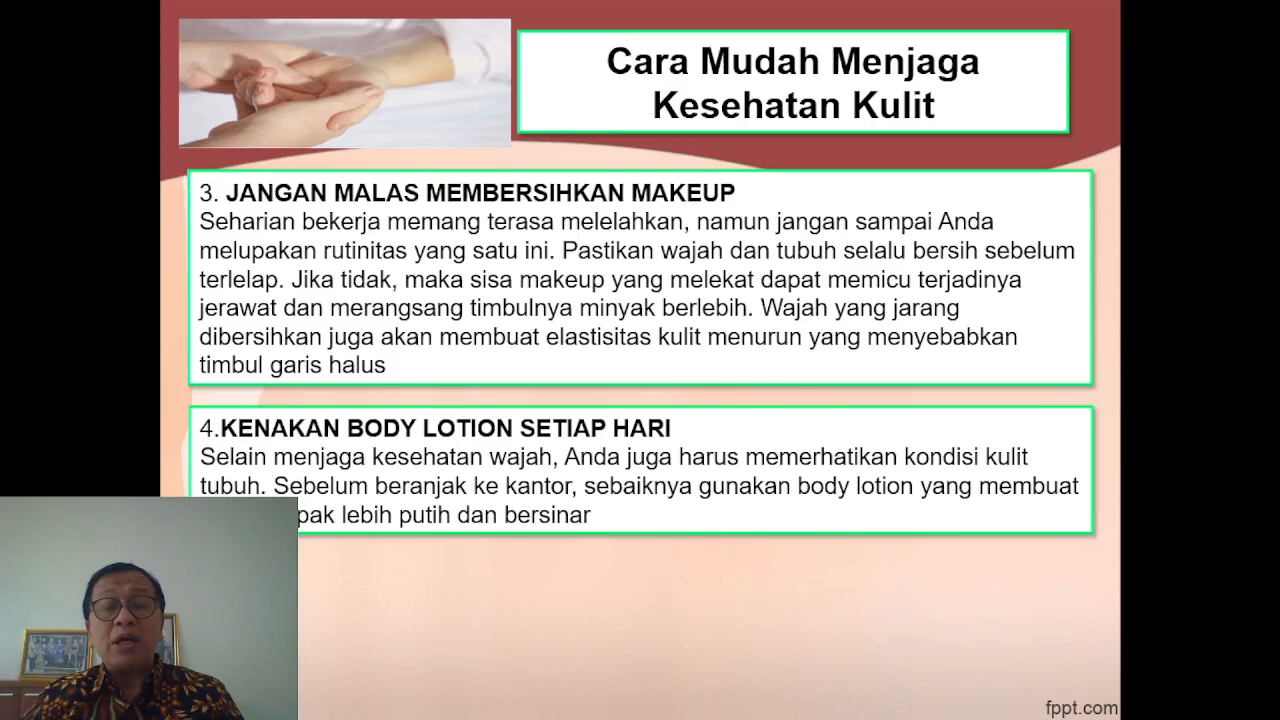 Cara Mudah Menjaga
Kesehatan Kulit
3. JANGAN MALAS MEMBERSIHKAN MAKEUP
Seharian bekerja memang terasa melelahkan, namun jangan sampai Anda
melupakan rutinitas yang satu ini. Pastikan wajah dan tubuh selalu bersih sebelum
terlelap. Jika tidak, maka sisa makeup yang melekat dapat memicu terjadinya
jerawat dan merangsang timbulnya minyak berlebih. Wajah yang jarang
dibersihkan juga akan membuat elastisitas kulit menurun yang menyebabkan
timbul garis halus
4.KENAKAN BODY LOTION SETIAP HARI
Selain menjaga kesehatan wajah, Anda juga harus memerhatikan kondisi kulit
tubuh. Sebelum beranjak ke kantor, sebaiknya gunakan body lotion yang membuat
lebih putih dan bersinar
fppt.com